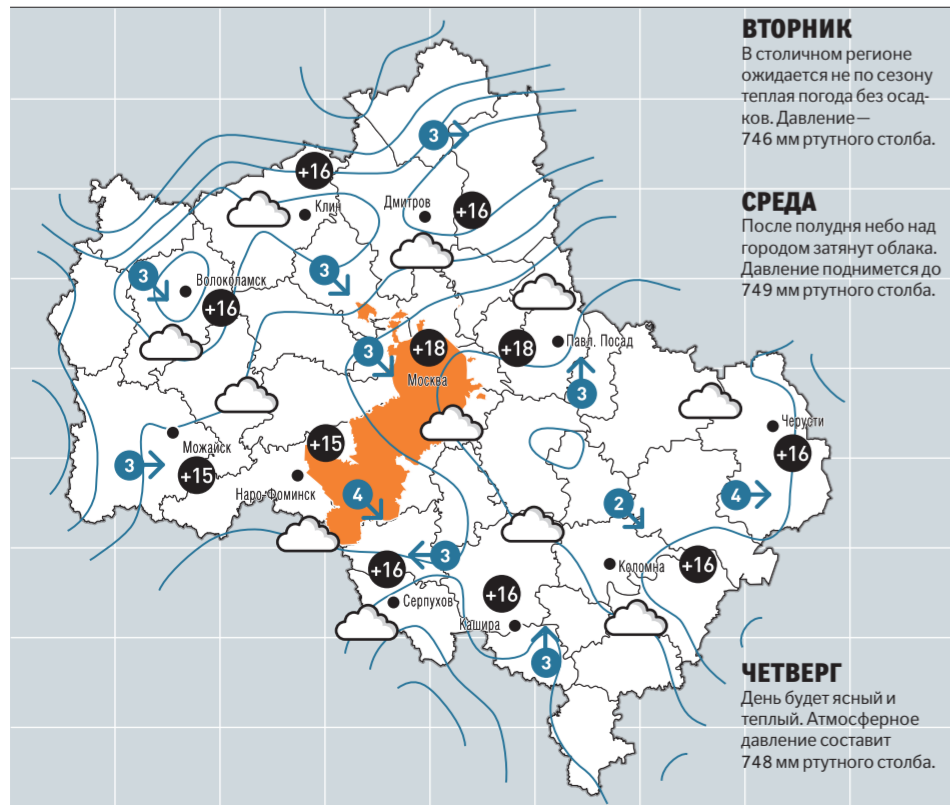 ВТОРНИК
В столичном регионе
ожидается не по сезону
теплая погода без осад-
ков. Давление —
746 мм ртутного столба.
СРЕДА
После полудня небо над
городом затянут облака.
Давление поднимется до
749 мм ртутного столба.
ЧЕТВЕРГ
День будет ясный и
теплый. Атмосферное
давление составит
748 мм ртутного столба.
3
+16
Клин
Дмитров
+16
3
Волоколамск
+16
3
3
+18
Москва
+18
Павл. Посад
3
Черусти
+16
Можайск
3
+15
+15
Наро-Фоминск
4
2
4
3
+16
Серпухов
+16
Кашира
Коломна
+16
3